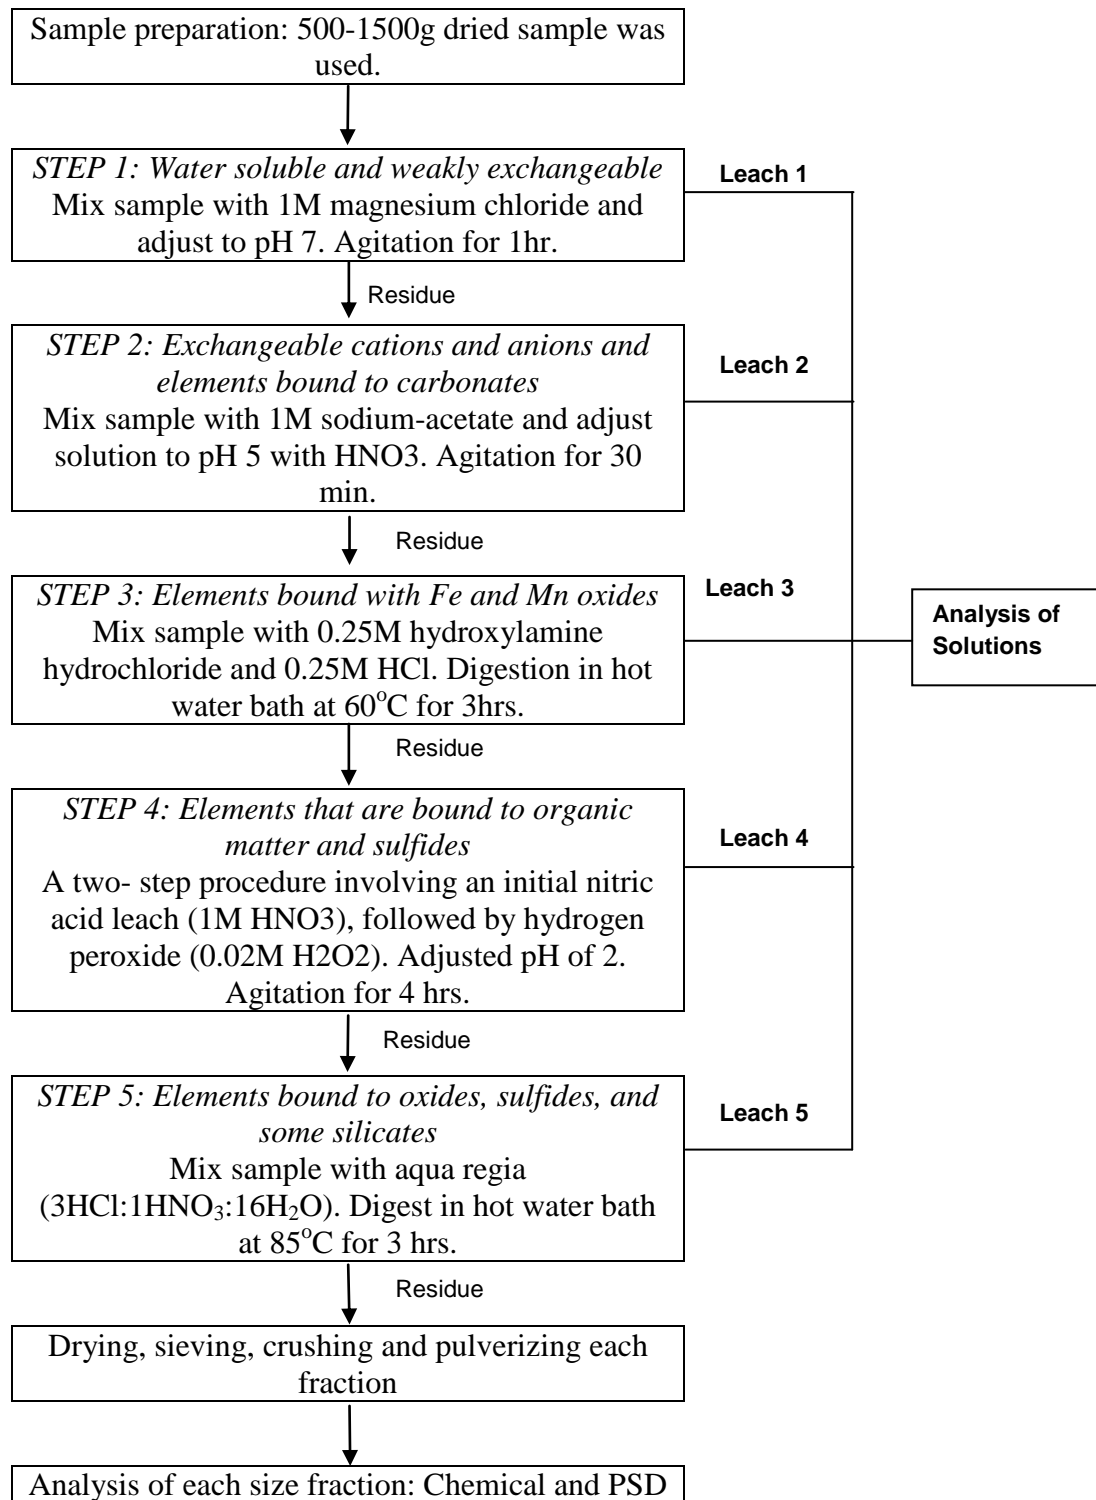 Sample preparation: 500-1500g dried sample was
used.
STEP 1: Water soluble and weakly exchangeable
Mix sample with 1M magnesium chloride and
adjust to pH 7. Agitation for 1hr.
Leach 1
Residue
STEP 2: Exchangeable cations and anions and
elements bound to carbonates
Mix sample with 1M sodium-acetate and adjust
solution to pH 5 with HNO3. Agitation for 30
min.
Leach 2
Residue
STEP 3: Elements bound with Fe and Mn oxides
Mix sample with 0.25M hydroxylamine
hydrochloride and 0.25M HCl. Digestion in hot
water bath at 60°C for 3hrs.
Leach 3
Analysis of
Solutions
Residue
STEP 4: Elements that are bound to organic
matter and sulfides
A two- step procedure involving an initial nitric
acid leach (1M HNO3), followed by hydrogen
peroxide (0.02M H2O2). Adjusted pH of 2.
Agitation for 4 hrs.
Leach 4
Residue
STEP 5: Elements bound to oxides, sulfides, and
some silicates
Mix sample with aqua regia
(3HCl:1HNO₃:16H₂O). Digest in hot water bath
at 85°C for 3 hrs.
Leach 5
Residue
Drying, sieving, crushing and pulverizing each
fraction
Analysis of each size fraction: Chemical and PSD